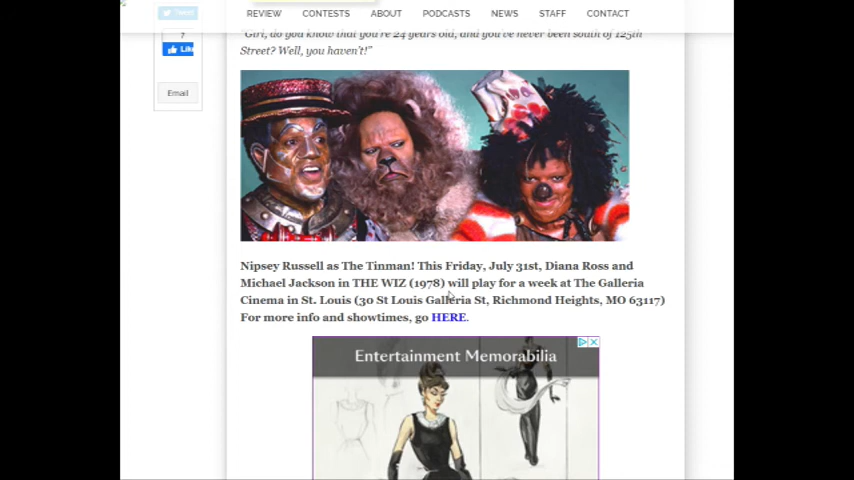 Tweet
REVIEW CONTESTS ABOUT PODCASTS NEWS STAFF CONTACT
7
Like
Email
"Girl, do you know that you're 24 years old, and you've never been south of 125th
Street? Well, you haven't!"
Nipsey Russell as The Tinman! This Friday, July 31st, Diana Ross and
Michael Jackson in THE WIZ (1978) will play for a week at The Galleria
Cinema in St. Louis (30 St Louis Galleria St, Richmond Heights, MO 63117)
For more info and showtimes, go HERE.
Entertainment Memorabilia